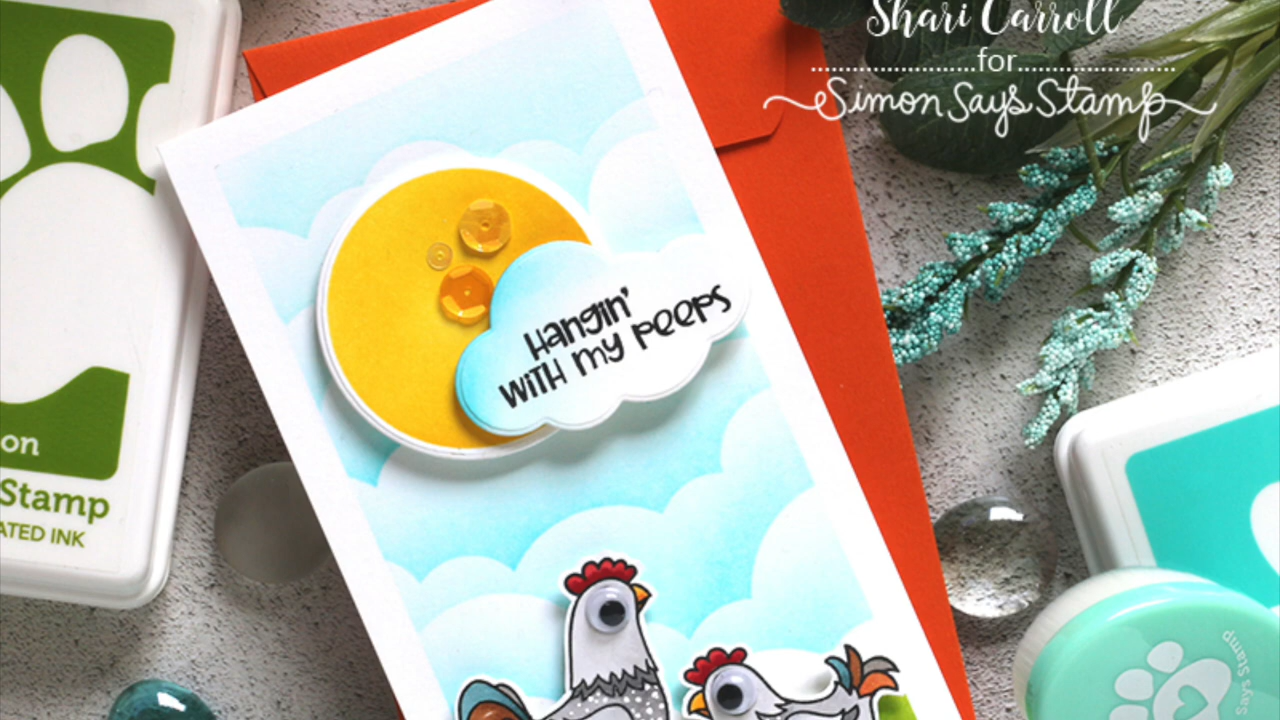 Shari Carroll
for
Simon Says Stamp
Hangin'
with my peeps
on
Stamp
ATED INK
Says Stamp